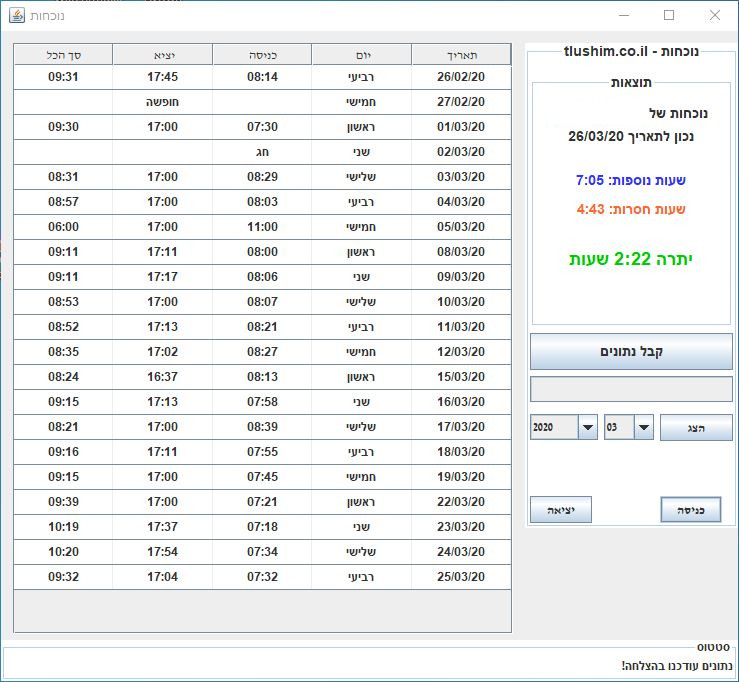 נוכחות
תאריך יום כניסה יציא סך הכל
26/02/20 רביעי 08:14 17:45 09:31
27/02/20 חמישי חופשה
01/03/20 ראשון 07:30 17:00 09:30
02/03/20 שני חג
03/03/20 שלישי 08:29 17:00 08:31
04/03/20 רביעי 08:03 17:00 08:57
05/03/20 חמישי 11:00 17:00 06:00
08/03/20 ראשון 08:00 17:11 09:11
09/03/20 שני 08:06 17:17 09:11
10/03/20 שלישי 08:07 17:00 08:53
11/03/20 רביעי 08:21 17:13 08:52
12/03/20 חמישי 08:27 17:02 08:35
15/03/20 ראשון 08:13 16:37 08:24
16/03/20 שני 07:58 17:13 09:15
17/03/20 שלישי 08:39 17:00 08:21
18/03/20 רביעי 07:55 17:11 09:16
19/03/20 חמישי 07:45 17:00 09:15
22/03/20 ראשון 07:21 17:00 09:39
23/03/20 שני 07:18 17:37 10:19
24/03/20 שלישי 07:34 17:54 10:20
25/03/20 רביעי 07:32 17:04 09:32
נוכחות - tlushim.co.il
תוצאות
נוכחות של
נכון לתאריך 26/03/20
שעות נוספות: 7:05
שעות חסרות: 4:43
יתרה 2:22 שעות
קבל נתונים
הצג 03 2020
כניסה יציאה
סטטוס
נתונים עודכנו בהצלחה!